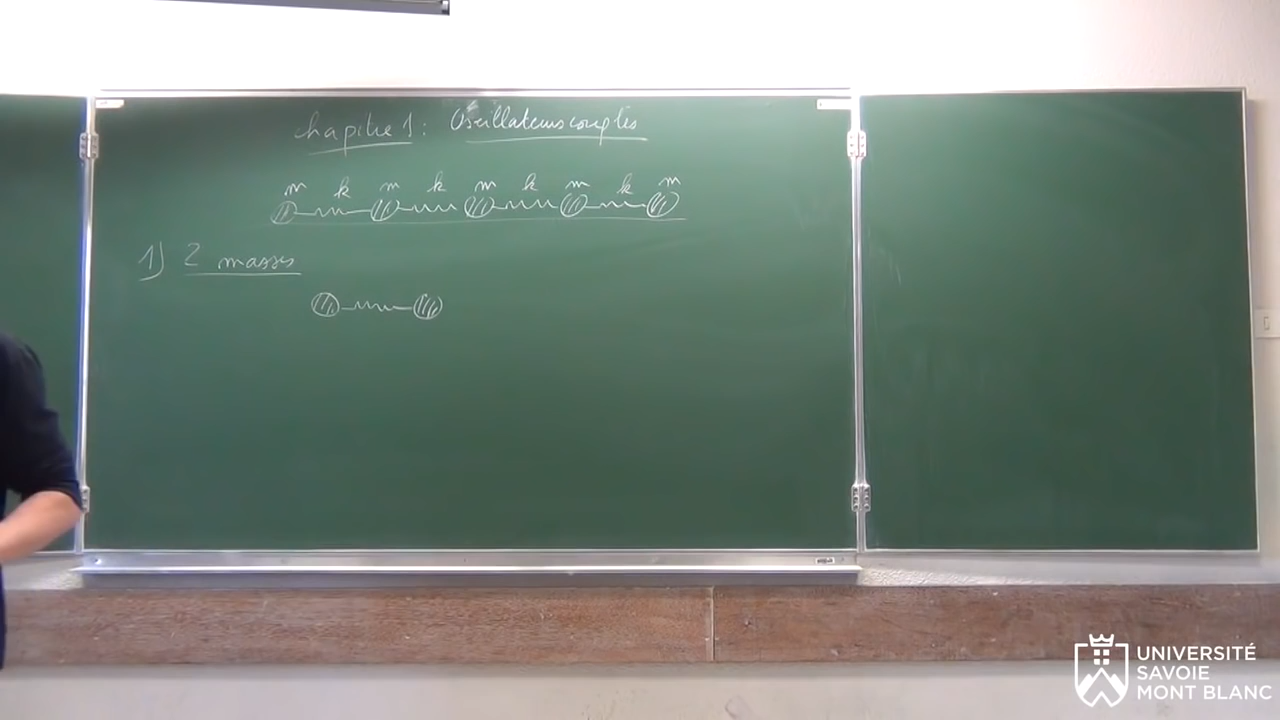 chapitre 1 : Oscillateurs couplés
m k m k m k m k m
1) 2 masses
UNIVERSITÉ
SAVOIE
MONT BLANC